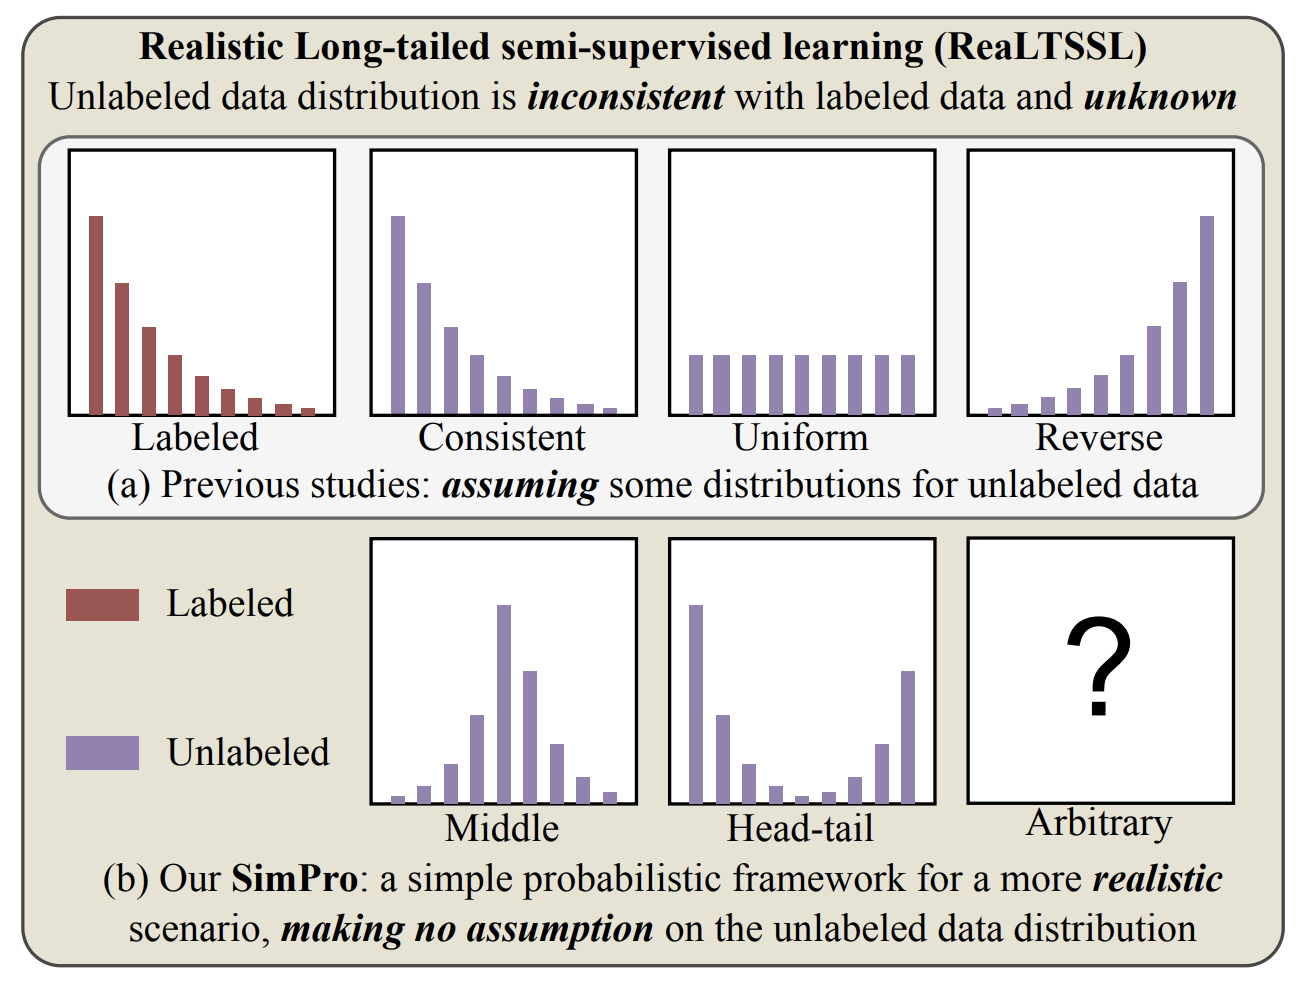 Realistic Long-tailed semi-supervised learning (ReaLTSSL)
Unlabeled data distribution is inconsistent with labeled data and unknown
Labeled
Consistent
Uniform
Reverse
(a) Previous studies: assuming some distributions for unlabeled data
Labeled
Unlabeled
Middle
Head-tail
?
Arbitrary
(b) Our SimPro: a simple probabilistic framework for a more realistic
scenario, making no assumption on the unlabeled data distribution